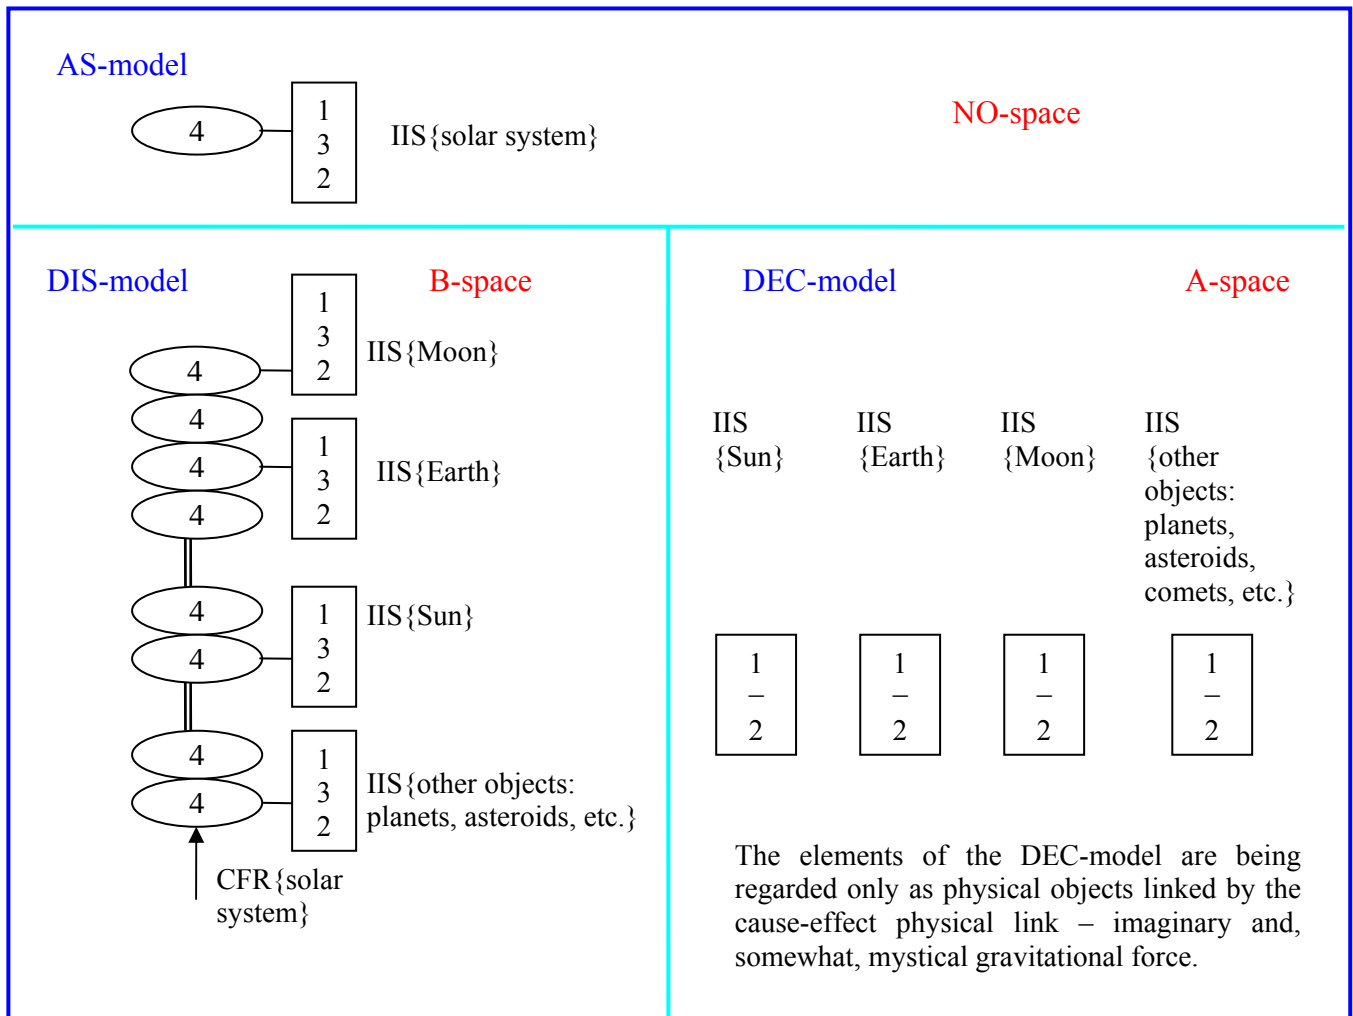 AS-model
NO-space
4
1
3
2
IIS{solar system}
DIS-model
B-space
1
3
2
IIS{Moon}
4
4
4
4
1
3
2
IIS{Earth}
4
4
1
3
2
IIS{Sun}
4
4
1
3
2
IIS{other objects:
planets, asteroids, etc.}
CFR{solar
system}
DEC-model
A-space
IIS
{Sun}
IIS
{Earth}
IIS
{Moon}
IIS
{other
objects:
planets,
asteroids,
comets, etc.}
1
–
2
1
–
2
1
–
2
1
–
2
The elements of the DEC-model are being
regarded only as physical objects linked by the
cause-effect physical link – imaginary and,
somewhat, mystical gravitational force.